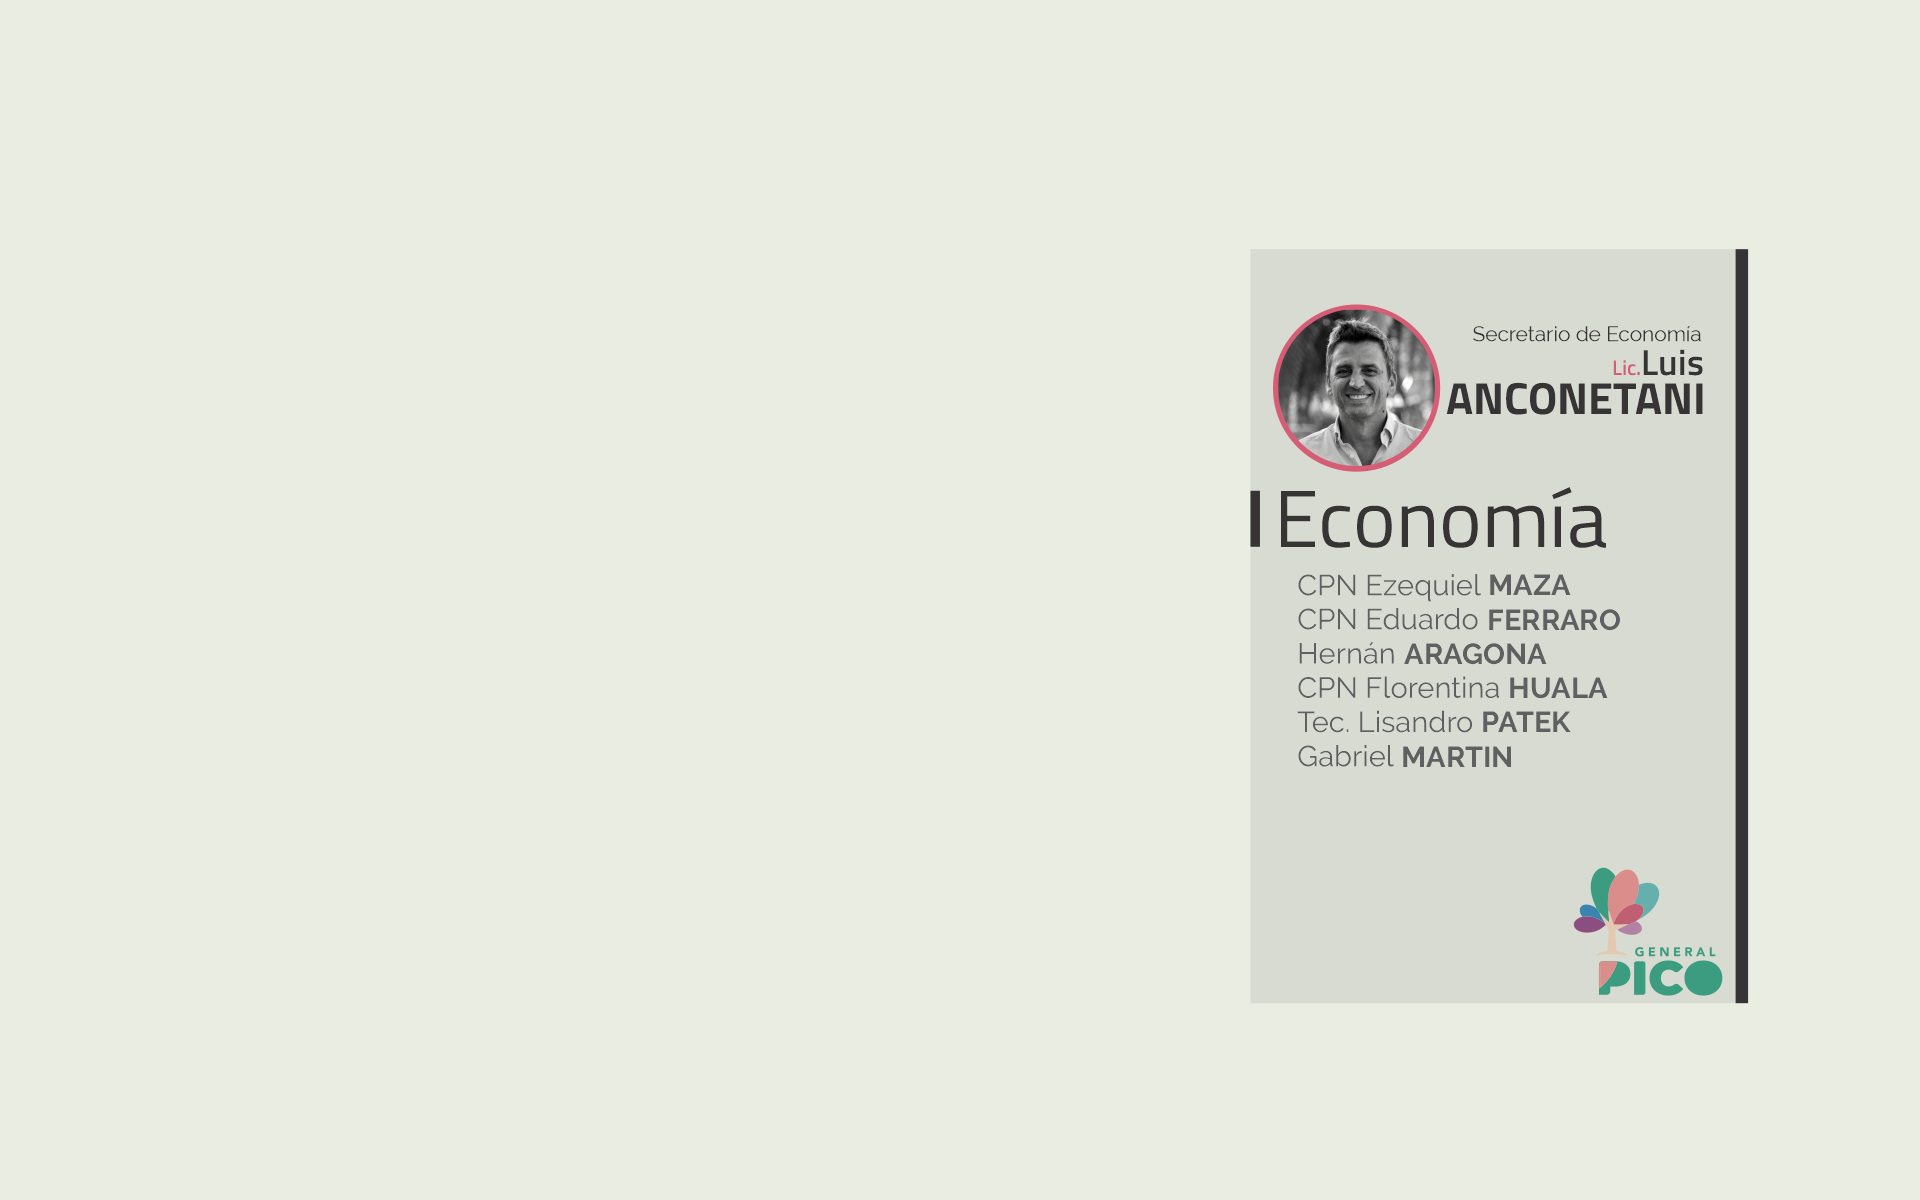 Secretario de Economía
Lic. Luis
ANCONETANI
Economía
CPN Ezequiel MAZA
CPN Eduardo FERRARO
Hernán ARAGONA
CPN Florentina HUALA
Tec. Lisandro PATEK
Gabriel MARTIN
GENERAL
PICO